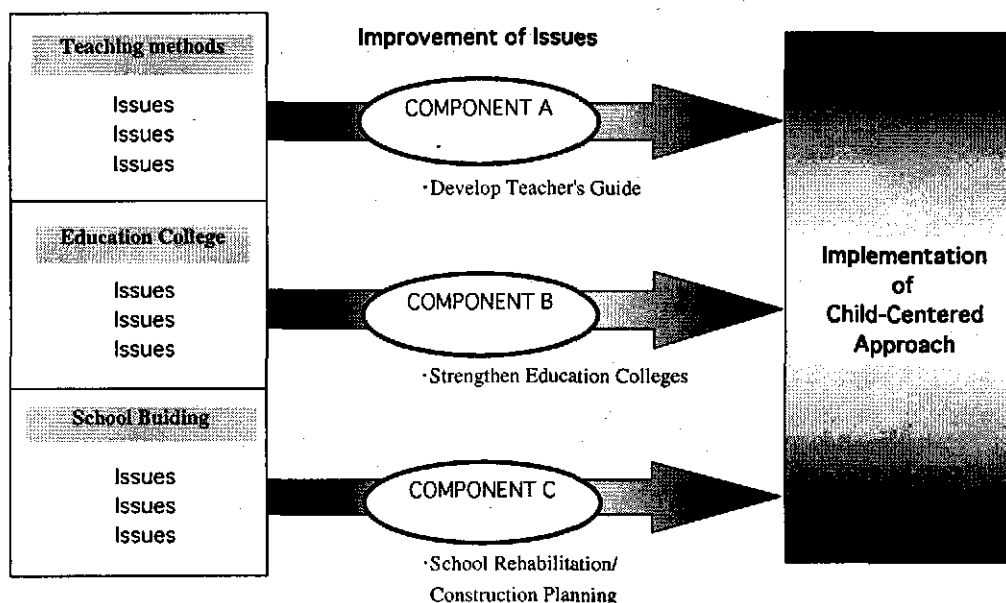 Improvement of Issues
Teaching methods
Issues
Issues
Issues
COMPONENT A
·Develop Teacher's Guide
Education College
Issues
Issues
Issues
COMPONENT B
·Strengthen Education Colleges
School Buiding
Issues
Issues
Issues
COMPONENT C
·School Rehabilitation/
Construction Planning
Implementation
of
Child-Centered
Approach